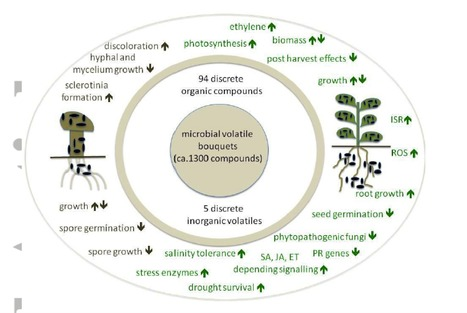 ethylene ↑
biomass ↑↓
photosynthesis ↑
discoloration ↑
hyphal and
mycelium growth ↓
post harvest effects ↓
94 discrete
organic compounds
growth ↑↓
sclerotinia
formation ↑
ISR↑
microbial volatile
bouquets
(ca.1300 compounds)
ROS ↑
root growth ↑
growth ↑↓
5 discrete
inorganic volatiles
seed germination ↓
spore germination ↓
phytopathogenic fungi ↓
spore growth ↓
salinity tolerance ↑
SA, JA, ET
depending signalling ↑
PR genes ↓
stress enzymes ↑
drought survival ↑